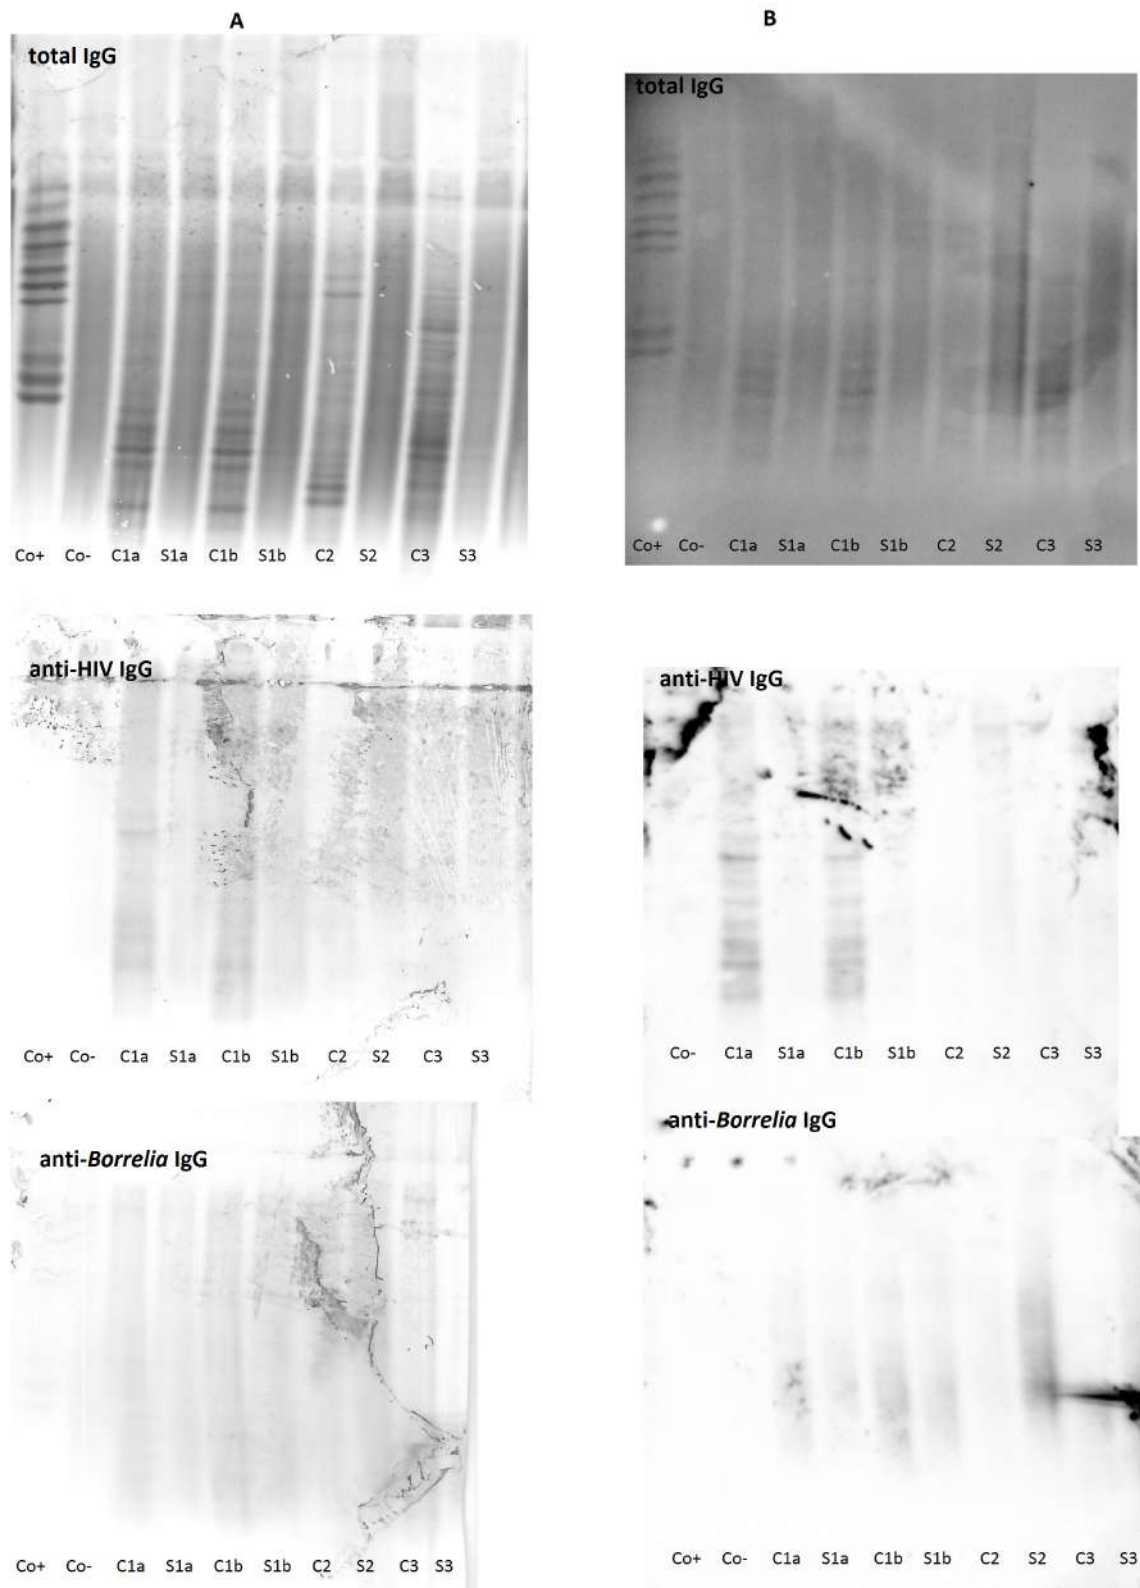 A
B
total IgG
total IgG
Co+ Co- C1a S1a C1b S1b C2 S2 C3 S3
Co+ Co- C1a S1a C1b S1b C2 S2 C3 S3
anti-HIV IgG
anti-HIV IgG
Co+ Co- C1a S1a C1b S1b C2 S2 C3 S3
Co- C1a S1a C1b S1b C2 S2 C3 S3
anti-Borrelia IgG
anti-Borrelia IgG
Co+ Co- C1a S1a C1b S1b C2 S2 C3 S3
Co+ Co- C1a S1a C1b S1b C2 S2 C3 S3